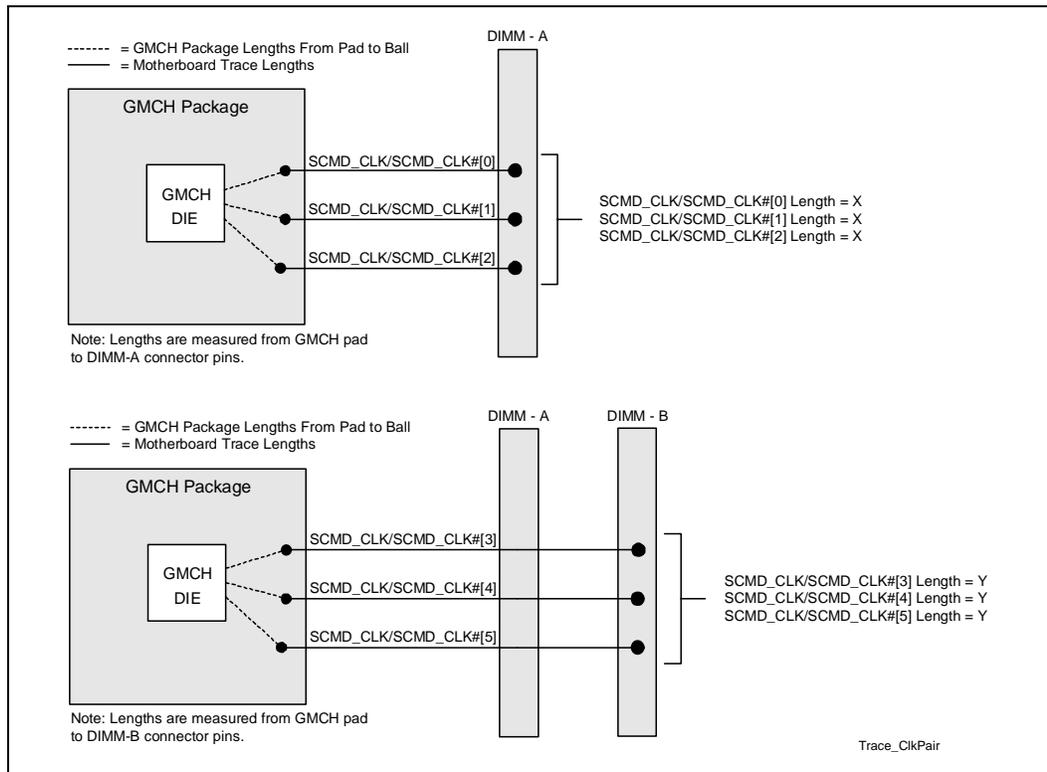 DIMM - A
= GMCH Package Lengths From Pad to Ball
= Motherboard Trace Lengths
GMCH Package
GMCH
DIE
SCMD_CLK/SCMD_CLK#[0]
SCMD_CLK/SCMD_CLK#[1]
SCMD_CLK/SCMD_CLK#[2]
SCMD_CLK/SCMD_CLK#[0] Length = X
SCMD_CLK/SCMD_CLK#[1] Length = X
SCMD_CLK/SCMD_CLK#[2] Length = X
Note: Lengths are measured from GMCH pad
to DIMM-A connector pins.
DIMM - A
DIMM - B
= GMCH Package Lengths From Pad to Ball
= Motherboard Trace Lengths
GMCH Package
GMCH
DIE
SCMD_CLK/SCMD_CLK#[3]
SCMD_CLK/SCMD_CLK#[4]
SCMD_CLK/SCMD_CLK#[5]
SCMD_CLK/SCMD_CLK#[3] Length = Y
SCMD_CLK/SCMD_CLK#[4] Length = Y
SCMD_CLK/SCMD_CLK#[5] Length = Y
Note: Lengths are measured from GMCH pad
to DIMM-B connector pins.
Trace_ClkPair